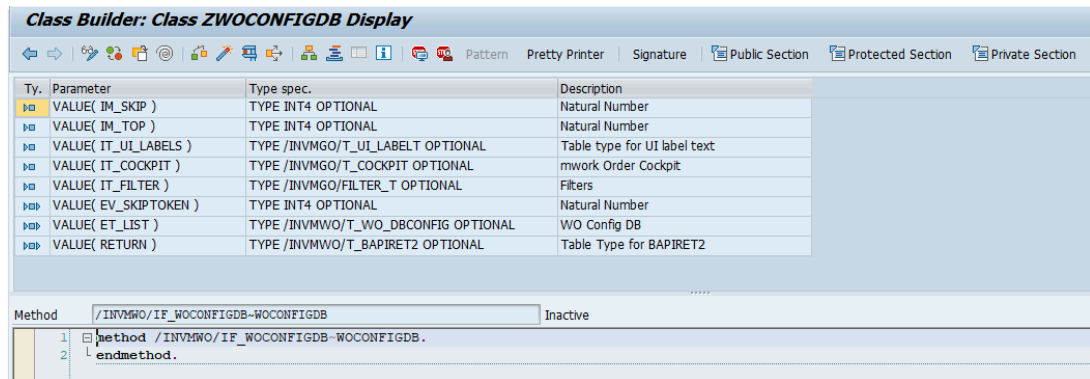 Class Builder: Class ZWOCONFIGDB Display
Pattern Pretty Printer Signature Public Section Protected Section Private Section
Ty. Parameter Type spec. Description
VALUE( IM_SKIP ) TYPE INT4 OPTIONAL Natural Number
VALUE( IM_TOP ) TYPE INT4 OPTIONAL Natural Number
VALUE( IT_UI_LABELS ) TYPE /INVMGO/T_UI_LABELT OPTIONAL Table type for UI label text
VALUE( IT_COCKPIT ) TYPE /INVMGO/T_COCKPIT OPTIONAL mwork Order Cockpit
VALUE( IT_FILTER ) TYPE /INVMGO/FILTER_T OPTIONAL Filters
VALUE( EV_SKIPTOKEN ) TYPE INT4 OPTIONAL Natural Number
VALUE( ET_LIST ) TYPE /INVMWO/T_WO_DBCONFIG OPTIONAL WO Config DB
VALUE( RETURN ) TYPE /INVMWO/T_BAPIRET2 OPTIONAL Table Type for BAPIRET2
Method /INVMWO/IF_WOCONFIGDB~WOCONFIGDB Inactive
1 method /INVMWO/IF_WOCONFIGDB~WOCONFIGDB.
2 endmethod.